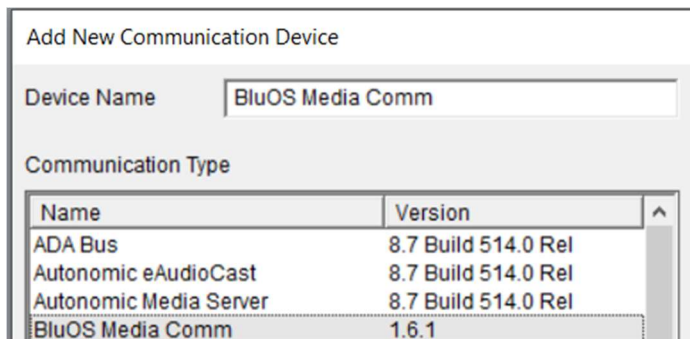 Add New Communication Device
Device Name BluOS Media Comm
Communication Type
Name Version
ADA Bus 8.7 Build 514.0 Rel
Autonomic eAudioCast 8.7 Build 514.0 Rel
Autonomic Media Server 8.7 Build 514.0 Rel
BluOS Media Comm 1.6.1